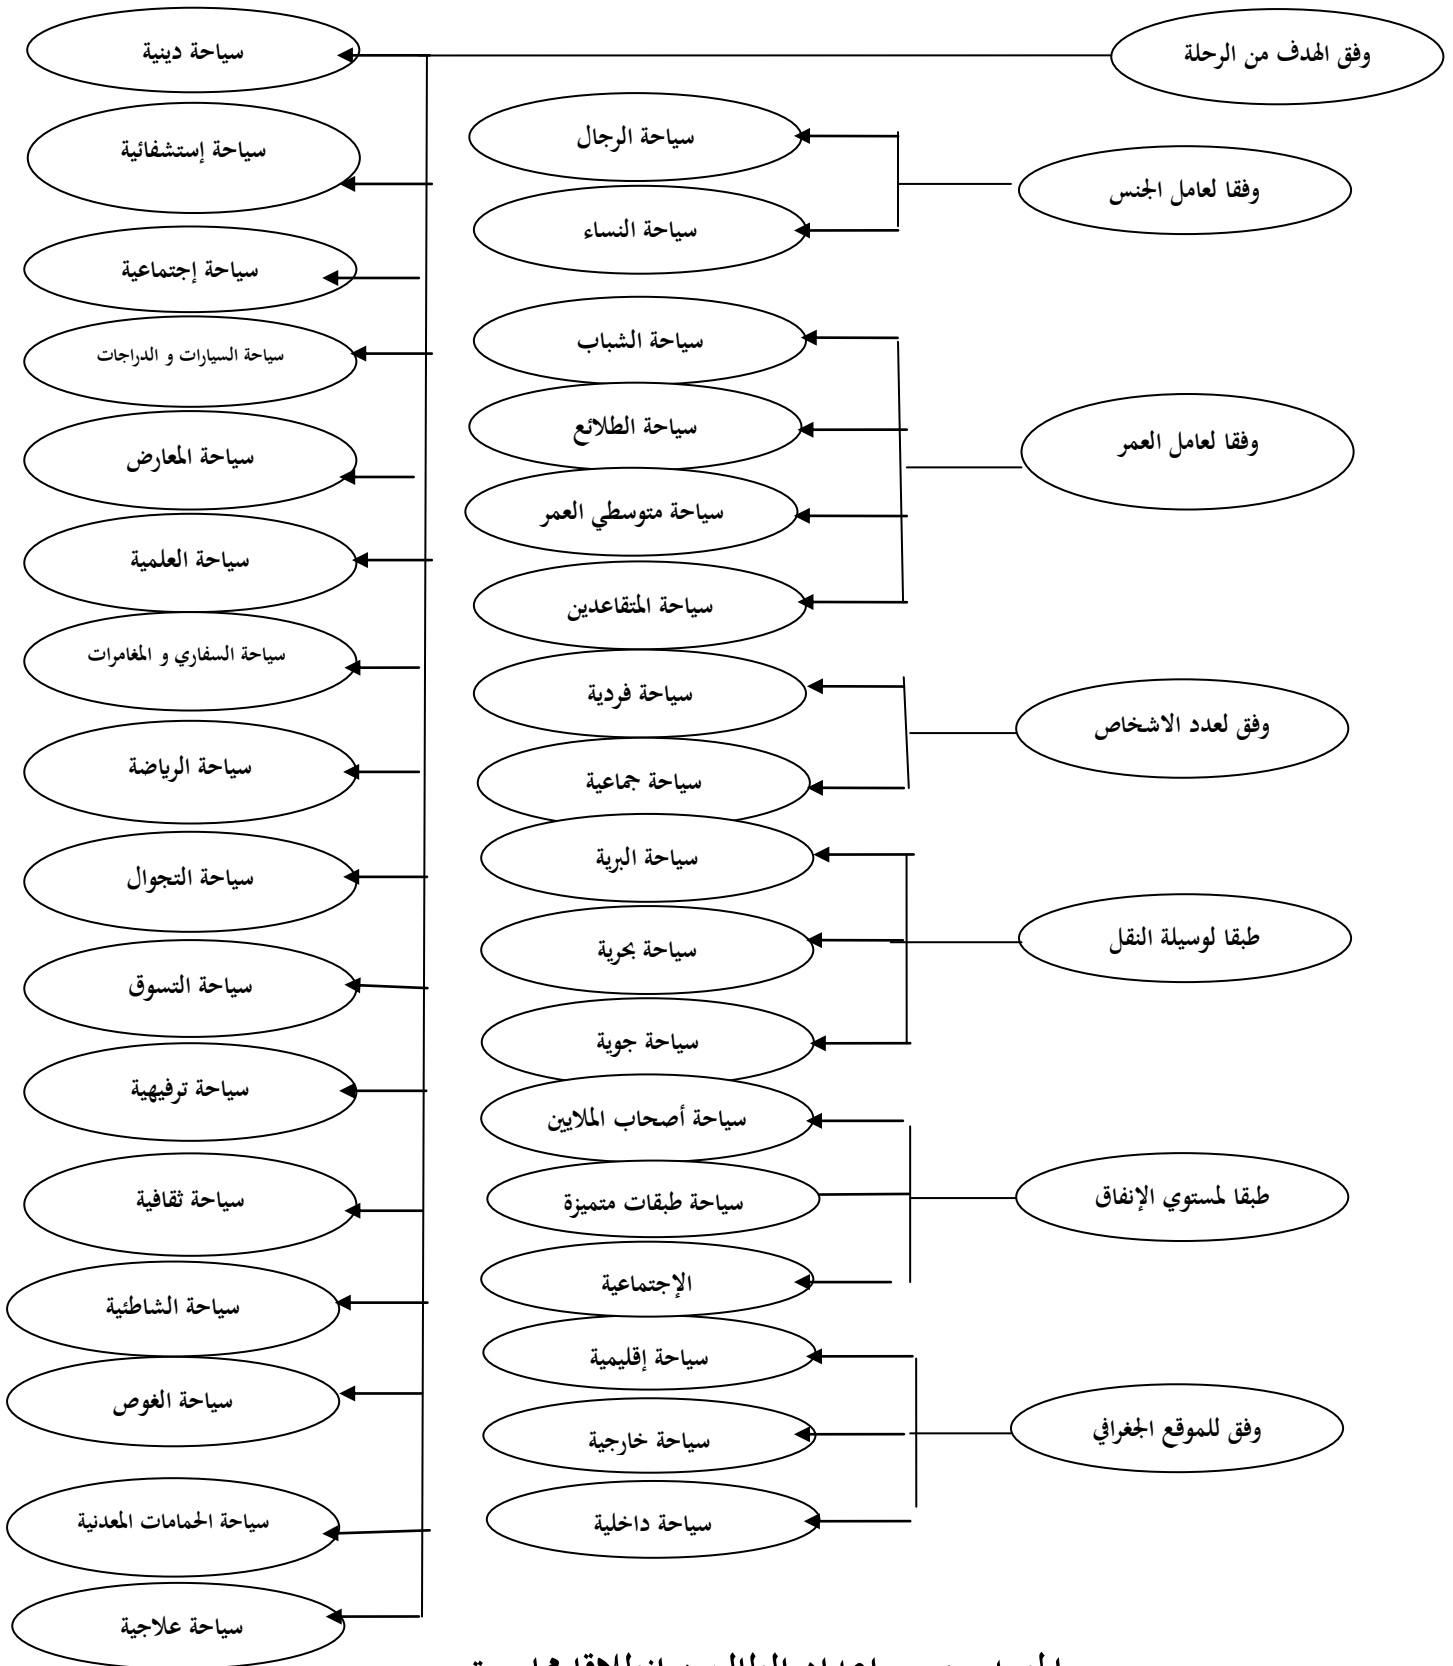 وفق الهدف من الرحلة
سياحة دينية
سياحة إستشفائية
سياحة إجتماعية
سياحة السيارات و الدراجات
سياحة المعارض
سياحة العلمية
سياحة السفاري و المغامرات
سياحة الرياضة
سياحة التجوال
سياحة التسوق
سياحة ترفيهية
سياحة ثقافية
سياحة الشاطئية
سياحة الغوص
سياحة الحمامات المعدنية
سياحة علاجية
وفقا لعامل الجنس
سياحة الرجال
سياحة النساء
وفقا لعامل العمر
سياحة الشباب
سياحة الطلائع
سياحة متوسطي العمر
سياحة المتقاعدين
وفق لعدد الاشخاص
سياحة فردية
سياحة جماعية
طبقا لوسيلة النقل
سياحة البرية
سياحة بحرية
سياحة جوية
طبقا لمستوي الإنفاق
سياحة أصحاب الملايين
سياحة طبقات متميزة
الإجتماعية
وفق للموقع الجغرافي
سياحة إقليمية
سياحة خارجية
سياحة داخلية